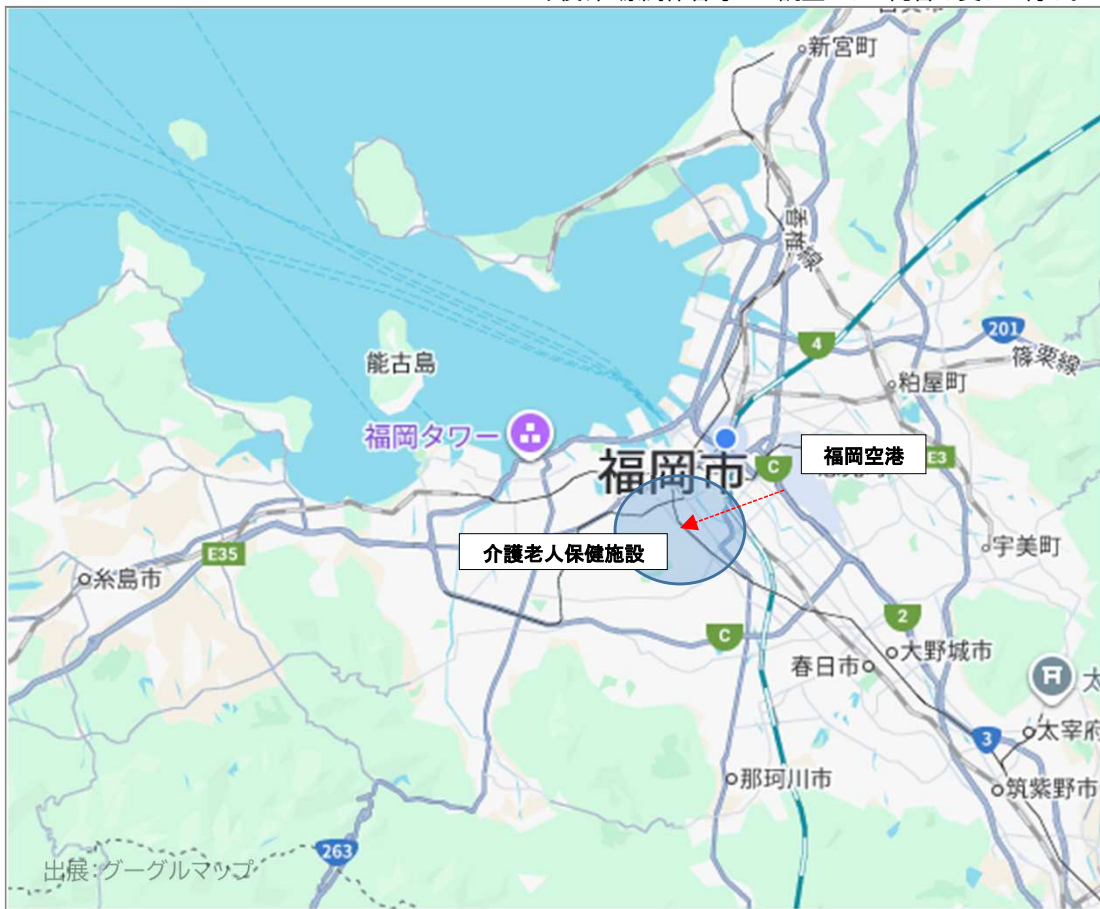 新宮町
香椎線
201
4
篠栗線
能古島
粕屋町
福岡タワー
福岡市
C
福岡空港
E3
介護老人保健施設
E35
宇美町
糸島市
2
C
大野城市
春日市
太
3
太宰府
那珂川市
筑紫野市
263
出展：グーグルマップ